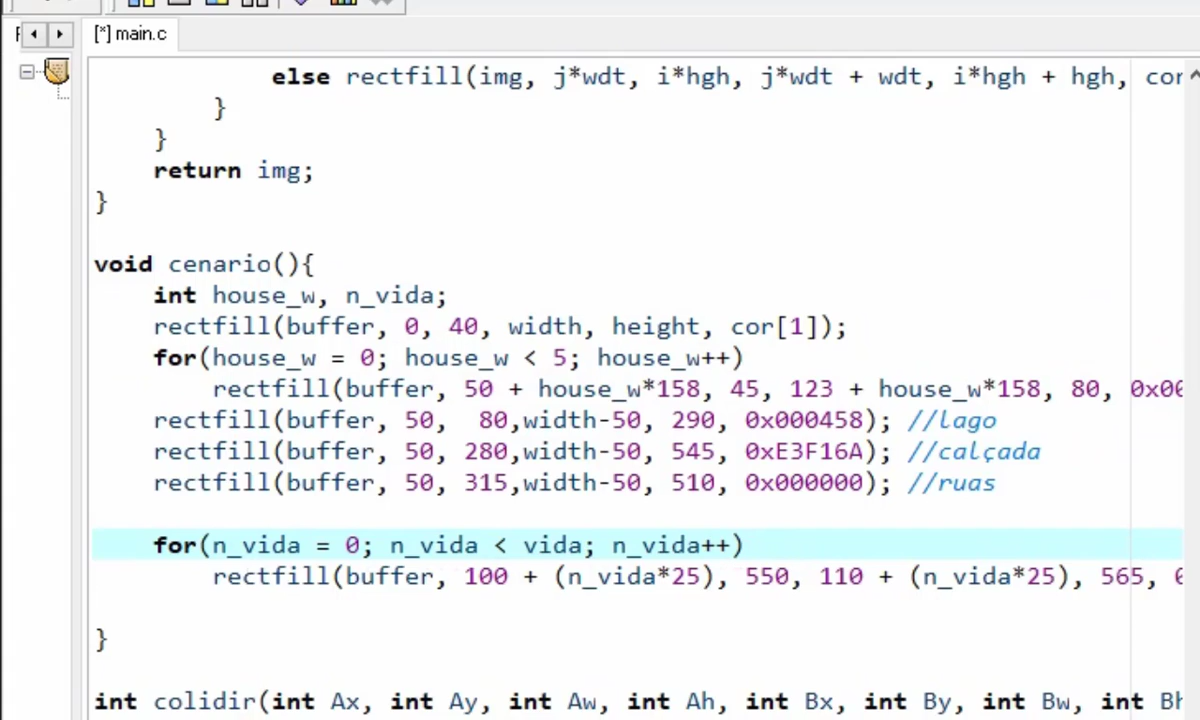 [*] main.c
else rectfill(img, j*wdt, i*hgh, j*wdt + wdt, i*hgh + hgh, cor
}
}
return img;
}
void cenario(){
int house_w, n_vida;
rectfill(buffer, 0, 40, width, height, cor[1]);
for(house_w = 0; house_w < 5; house_w++)
rectfill(buffer, 50 + house_w*158, 45, 123 + house_w*158, 80, 0x00
rectfill(buffer, 50, 80,width-50, 290, 0x000458); //lago
rectfill(buffer, 50, 280,width-50, 545, 0xE3F16A); //calçada
rectfill(buffer, 50, 315,width-50, 510, 0x000000); //ruas
for(n_vida = 0; n_vida < vida; n_vida++)
rectfill(buffer, 100 + (n_vida*25), 550, 110 + (n_vida*25), 565, 0
}
int colidir(int Ax, int Ay, int Aw, int Ah, int Bx, int By, int Bw, int Bh